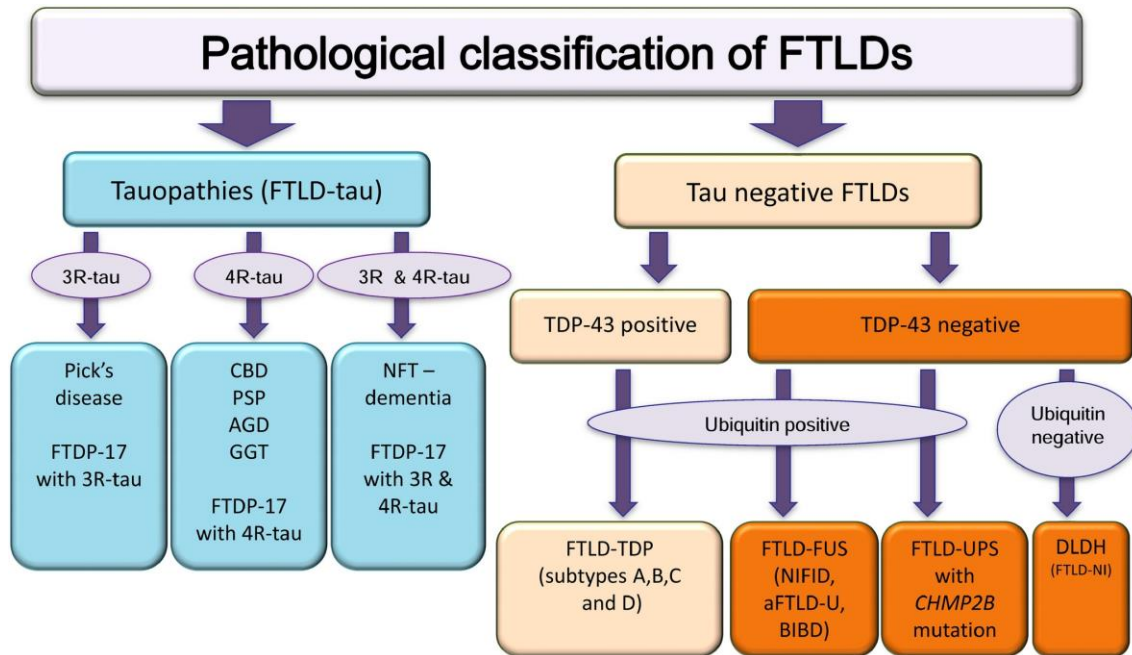 Pathological classification of FTLDs
Tauopathies (FTLD-tau)
Tau negative FTLDs
3R-tau
4R-tau
3R & 4R-tau
TDP-43 positive
TDP-43 negative
Pick's
disease
FTDP-17
with 3R-tau
CBD
PSP
AGD
GGT
FTDP-17
with 4R-tau
NFT –
dementia
FTDP-17
with 3R &
4R-tau
Ubiquitin positive
Ubiquitin
negative
FTLD-TDP
(subtypes A,B,C
and D)
FTLD-FUS
(NIFID,
aFTLD-U,
BIBD)
FTLD-UPS
with
CHMP2B
mutation
DLDH
(FTLD-NI)